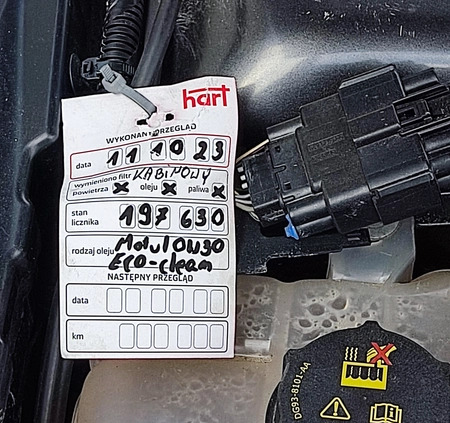 hart
WYKONANY PRZEGLĄD
data 11 10 23
wymieniono filtr KABINOWY
powietrza X oleju X paliwa X
stan licznika 197 630
rodzaj oleju Motul 0W30
Eco-clean
NASTĘPNY PRZEGLĄD
data
km
DG93-8101-AA